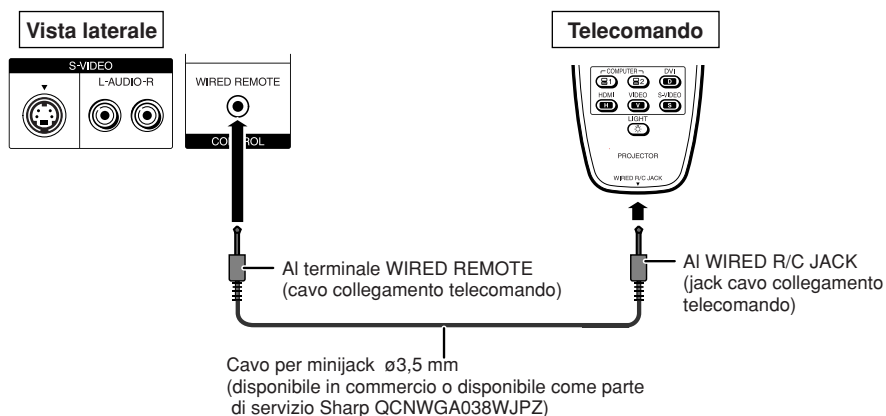 Vista laterale
S-VIDEO
L-AUDIO-R
WIRED REMOTE
CONTROL
Telecomando
COMPUTER
DVI
1
2
D
HDMI
VIDEO
S-VIDEO
H
V
S
LIGHT
PROJECTOR
WIRED R/C JACK
Al terminale WIRED REMOTE
(cavo collegamento telecomando)
Al WIRED R/C JACK
(jack cavo collegamento
telecomando)
Cavo per minijack ø3,5 mm
(disponibile in commercio o disponibile come parte
di servizio Sharp QCNWGA038WJPZ)